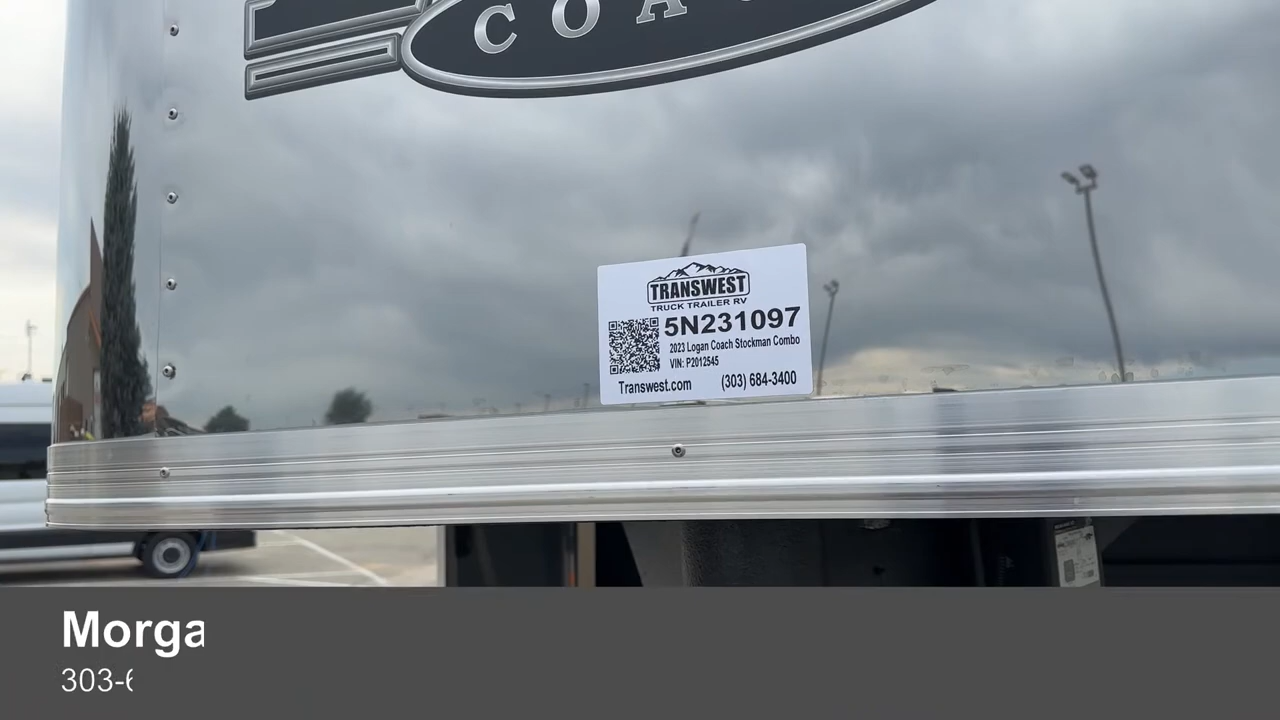 COA
TRANSWEST
TRUCK TRAILER RV
5N231097
2023 Logan Coach Stockman Combo
VIN: P2012545
Transwest.com (303) 684-3400
Morga
303-6